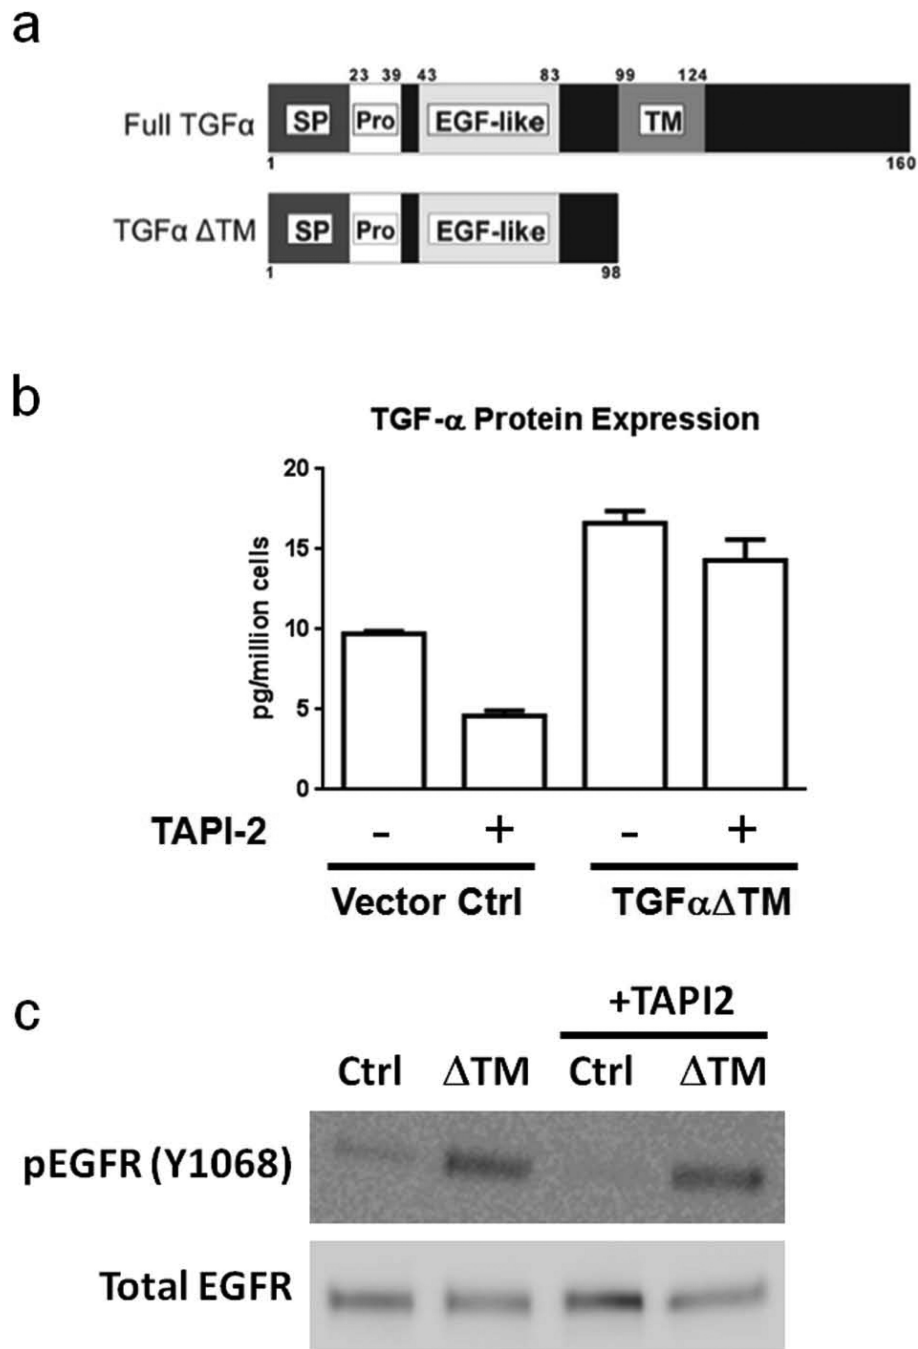 a
23 39 43 83 99 124
Full TGFα SP Pro EGF-like TM
1 160
TGFα ΔTM SP Pro EGF-like
1 98
b
TGF-α Protein Expression
20
15
10
5
0
pg/million cells
TAPI-2 - + - +
Vector Ctrl TGFαΔTM
c
+TAPI2
Ctrl ΔTM Ctrl ΔTM
pEGFR (Y1068)
Total EGFR